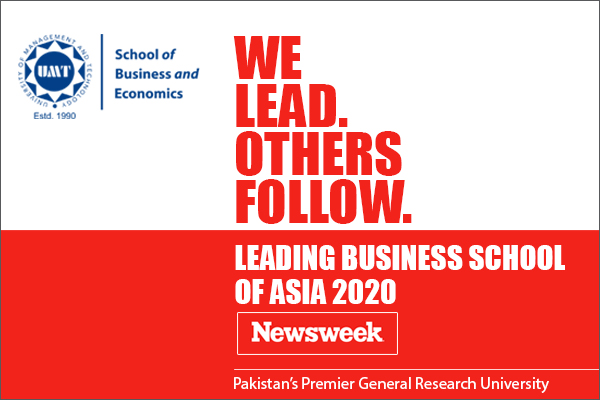 UNIVERSITY OF MANAGEMENT AND TECHNOLOGY
UMT
Estd. 1990
School of
Business and
Economics
WE
LEAD.
OTHERS
FOLLOW.
LEADING BUSINESS SCHOOL
OF ASIA 2020
Newsweek
Pakistan's Premier General Research University